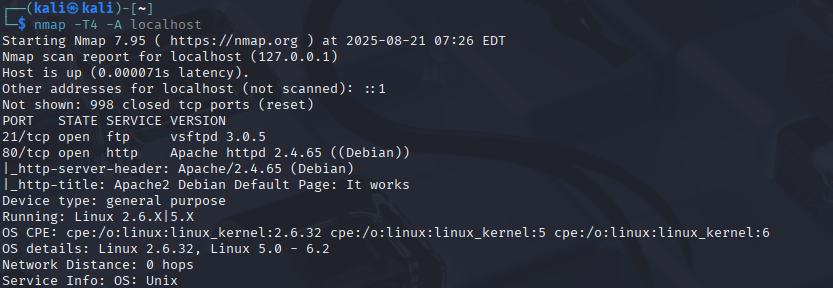 ┌──(kali㉿kali)-[~]
└─$ nmap -T4 -A localhost
Starting Nmap 7.95 ( https://nmap.org ) at 2025-08-21 07:26 EDT
Nmap scan report for localhost (127.0.0.1)
Host is up (0.000071s latency).
Other addresses for localhost (not scanned): ::1
Not shown: 998 closed tcp ports (reset)
PORT   STATE SERVICE VERSION
21/tcp open  ftp     vsftpd 3.0.5
80/tcp open  http    Apache httpd 2.4.65 ((Debian))
|_http-server-header: Apache/2.4.65 (Debian)
|_http-title: Apache2 Debian Default Page: It works
Device type: general purpose
Running: Linux 2.6.X|5.X
OS CPE: cpe:/o:linux:linux_kernel:2.6.32 cpe:/o:linux:linux_kernel:5 cpe:/o:linux:linux_kernel:6
OS details: Linux 2.6.32, Linux 5.0 - 6.2
Network Distance: 0 hops
Service Info: OS: Unix